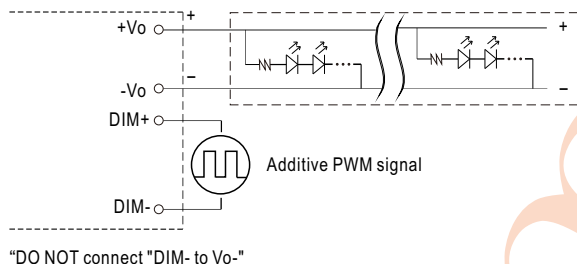 +Vo
+
+
-Vo
−
−
DIM+
Additive PWM signal
DIM-
“DO NOT connect "DIM- to Vo-"